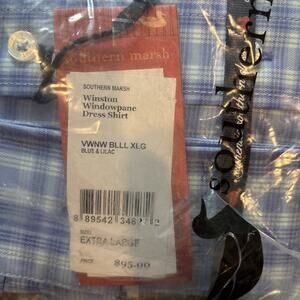 southern marsh
SOUTHERN MARSH
Winston
Windowpane
Dress Shirt
VWNW BLLL XLG
BLUE & LILAC
SIZE
EXTRA LARGE
PRICE
$95.00
southern